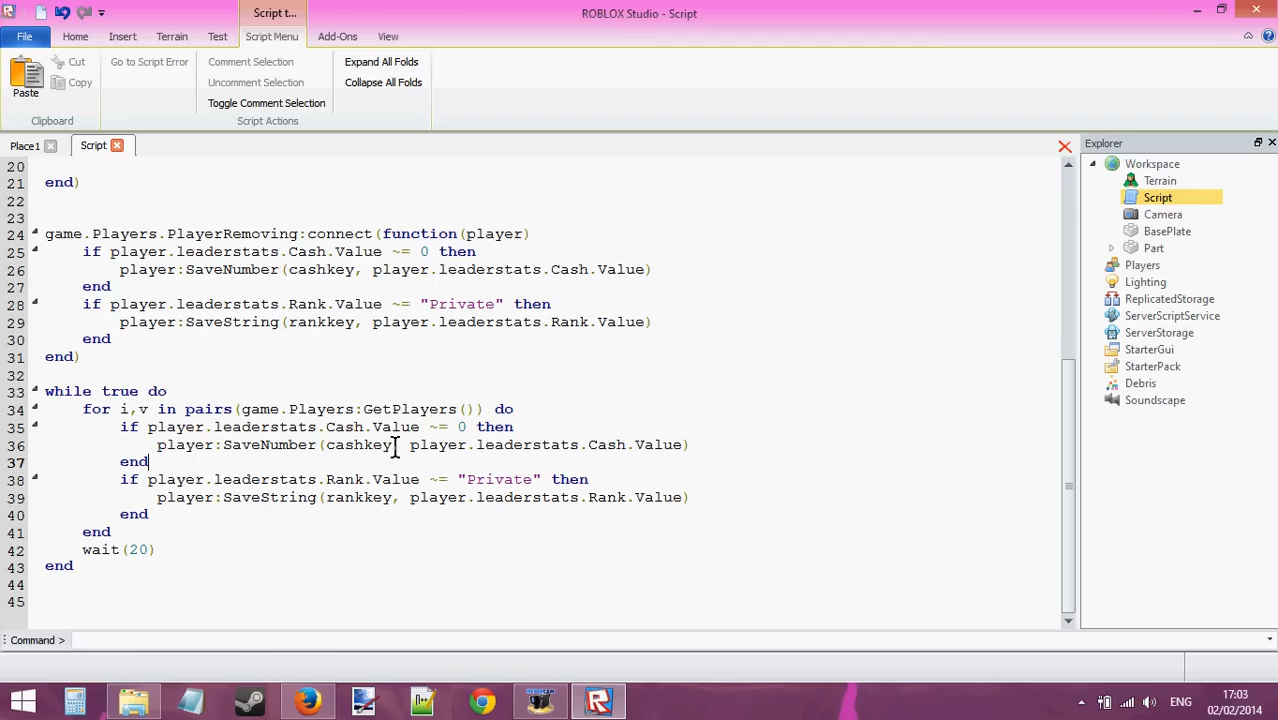 Script t...
ROBLOX Studio - Script
File
Home
Insert
Terrain
Test
Script Menu
Add-Ons
View
Paste
Cut
Copy
Clipboard
Go to Script Error
Comment Selection
Uncomment Selection
Toggle Comment Selection
Script Actions
Expand All Folds
Collapse All Folds
Place1
Script
20
21 end)
22
23
24 game.Players.PlayerRemoving:connect(function(player)
25 if player.leaderstats.Cash.Value ~= 0 then
26 player:SaveNumber(cashkey, player.leaderstats.Cash.Value)
27 end
28 if player.leaderstats.Rank.Value ~= "Private" then
29 player:SaveString(rankkey, player.leaderstats.Rank.Value)
30 end
31 end)
32
33 while true do
34 for i,v in pairs(game.Players:GetPlayers()) do
35 if player.leaderstats.Cash.Value ~= 0 then
36 player:SaveNumber(cashkey, player.leaderstats.Cash.Value)
37 end
38 if player.leaderstats.Rank.Value ~= "Private" then
39 player:SaveString(rankkey, player.leaderstats.Rank.Value)
40 end
41 end
42 wait(20)
43 end
44
45
Explorer
Workspace
Terrain
Script
Camera
BasePlate
Part
Players
Lighting
ReplicatedStorage
ServerScriptService
ServerStorage
StarterGui
StarterPack
Debris
Soundscape
Command >
ENG
17:03
02/02/2014